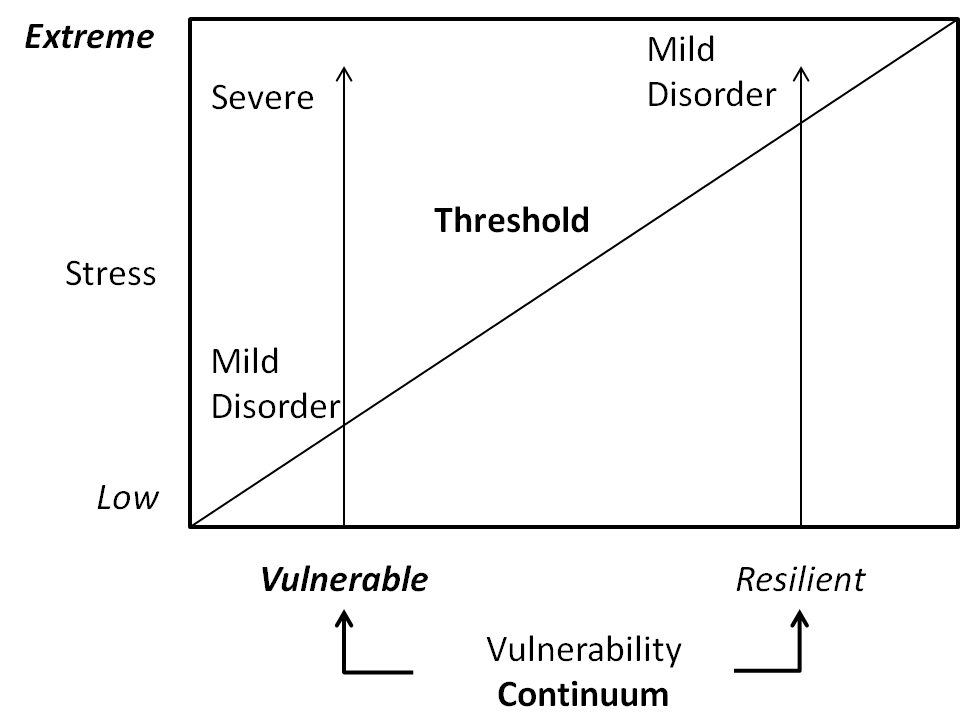 Extreme
Mild
Disorder
Severe
Threshold
Stress
Mild
Disorder
Low
Vulnerable
Resilient
Vulnerability
Continuum